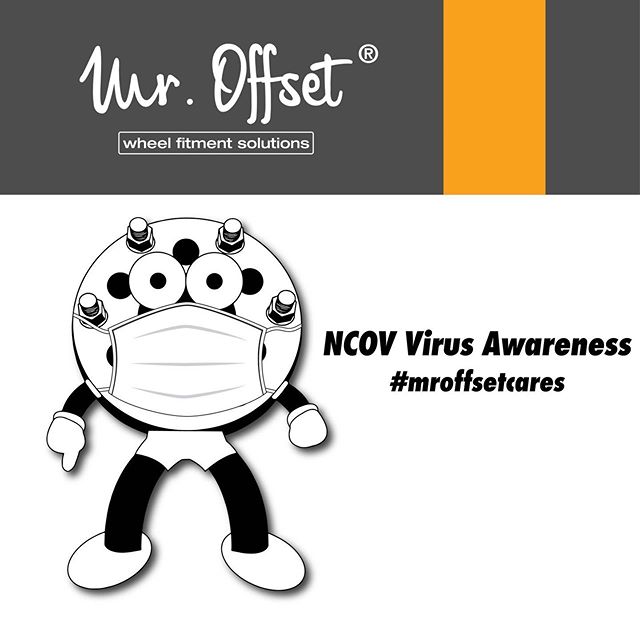 Mr. Offset®
wheel fitment solutions
NCOV Virus Awareness
#mroffsetcares